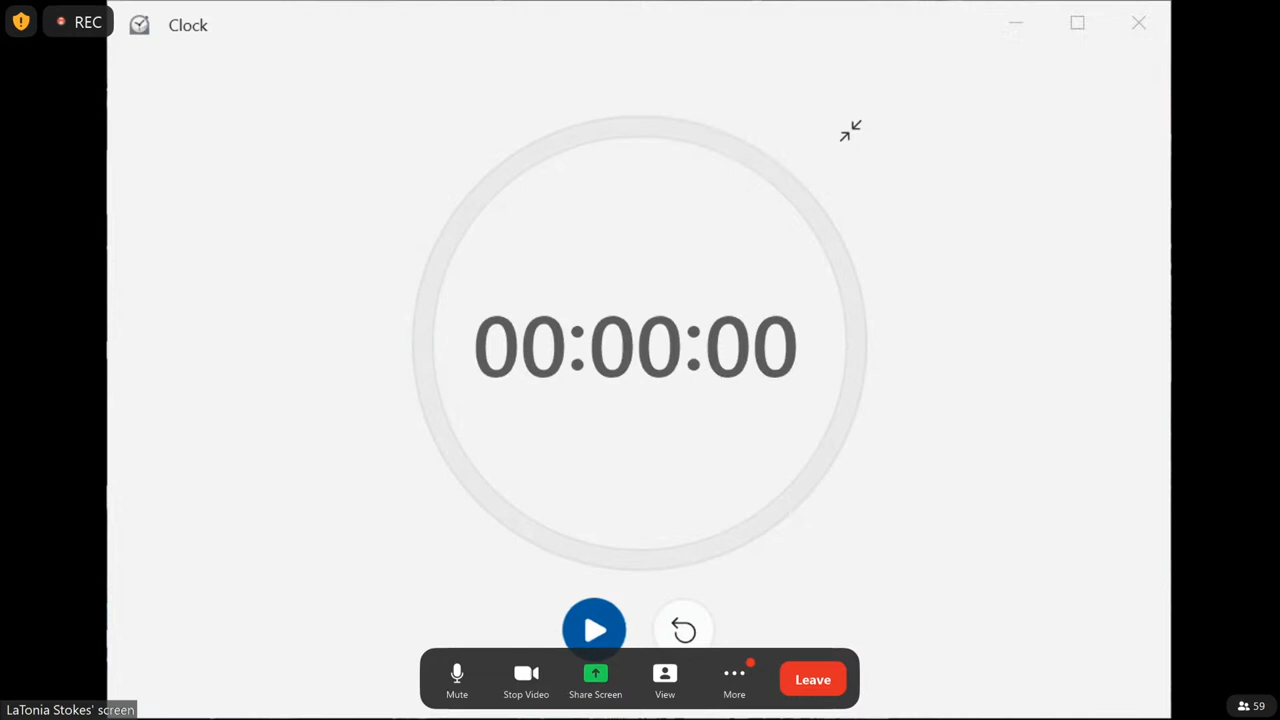 REC
Clock
00:00:00
Mute
Stop Video
Share Screen
View
More
Leave
LaTonia Stokes' screen
59